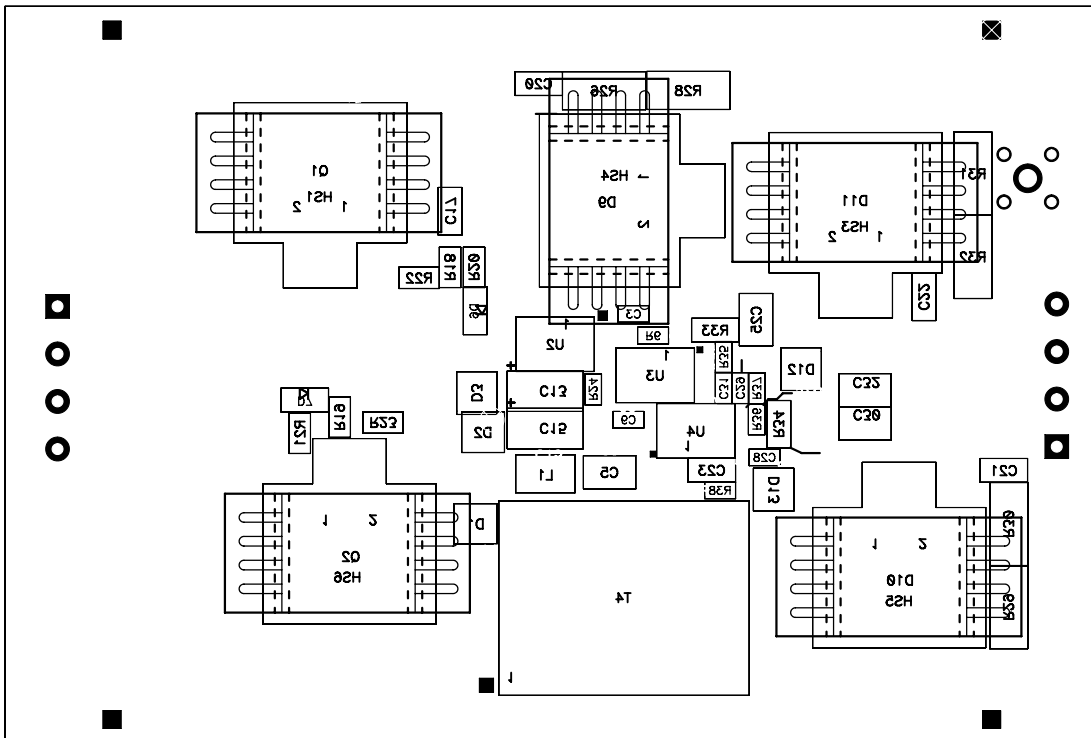 C20
R26
R28
Q1
HS1
2
1
C17
HS4
1
D9
2
D11
HS3
2
1
R31
R32
R22
R18
R20
D6
C22
C3
1
U2
R6
R33
C25
R35
1
U3
D12
D3
+
+
C13
R24
C31
C29
R37
C32
C30
D7
R19
R21
R23
D2
C15
C9
U4
1
R36
R34
L1
C5
C23
C28
R38
D13
C21
1
2
Q2
HS6
D1
T4
1
1
2
D10
HS5
R30
R29